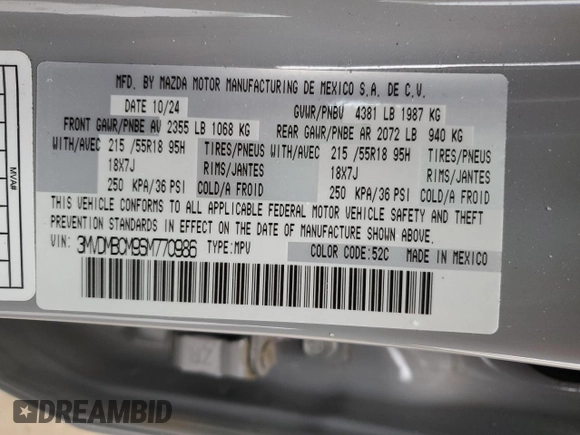 MFD. BY MAZDA MOTOR MANUFACTURING DE MEXICO S.A. DE C.V.
DATE 10/24 GVWR/PNBV 4381 LB 1987 KG
FRONT GAWR/PNBE AV 2355 LB 1068 KG REAR GAWR/PNBE AR 2072 LB 940 KG
WITH/AVEC 215 /55R18 95H TIRES/PNEUS WITH/AVEC 215 /55R18 95H TIRES/PNEUS
18X7J RIMS/JANTES 18X7J RIMS/JANTES
250 KPA/36 PSI COLD/A FROID 250 KPA/36 PSI COLD/A FROID
THIS VEHICLE CONFORMS TO ALL APPLICABLE FEDERAL MOTOR VEHICLE SAFETY AND THEFT
PREVENTION STANDARDS IN EFFECT ON THE DATE OF MANUFACTURE SHOWN ABOVE.
VIN: 3MVDMBCM9SM770986 TYPE:MPV COLOR CODE:52C MADE IN MEXICO
MVA#
DREAMBID